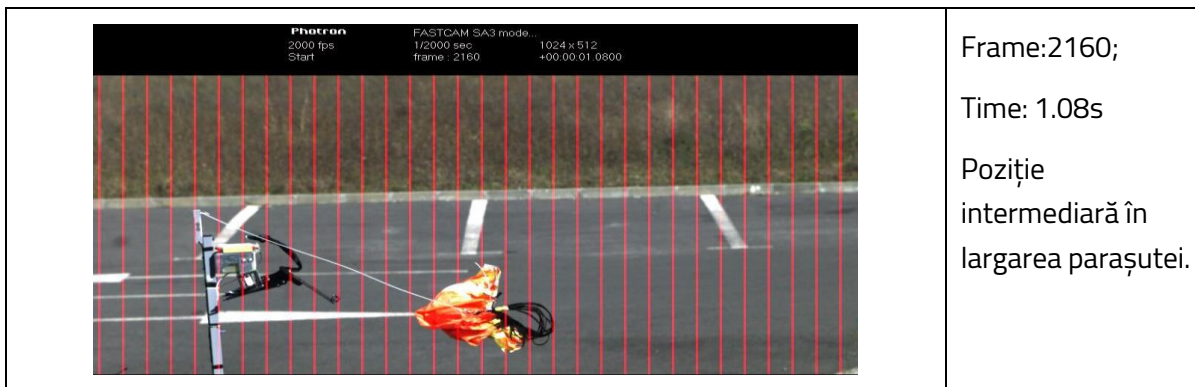 Photron
FASTCAM SA3 mode...
2000 fps
1/2000 sec
1024 x 512
Start
frame : 2160
+00:00:01.0800
Frame:2160;
Time: 1.08s
Poziție
intermediară în
largarea parașutei.